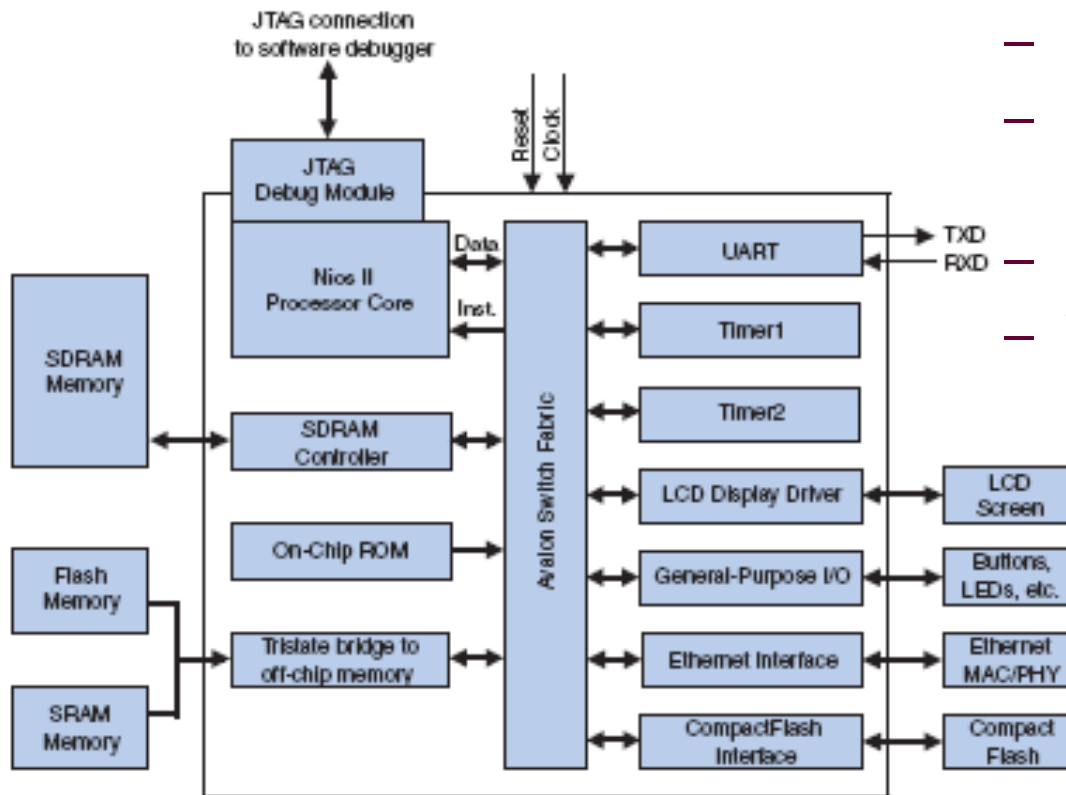 JTAG connection
to software debugger
Reset
Clock
JTAG
Debug Module
Nios II
Processor Core
Data
Inst.
UART
TXD
RXD
Timer1
Timer2
SDRAM
Memory
SDRAM
Controller
Avalon Switch Fabric
LCD Display Driver
LCD
Screen
On-Chip ROM
General-Purpose I/O
Buttons,
LEDs, etc.
Flash
Memory
Tristate bridge to
off-chip memory
Ethernet Interface
Ethernet
MAC/PHY
SRAM
Memory
CompactFlash
Interface
Compact
Flash